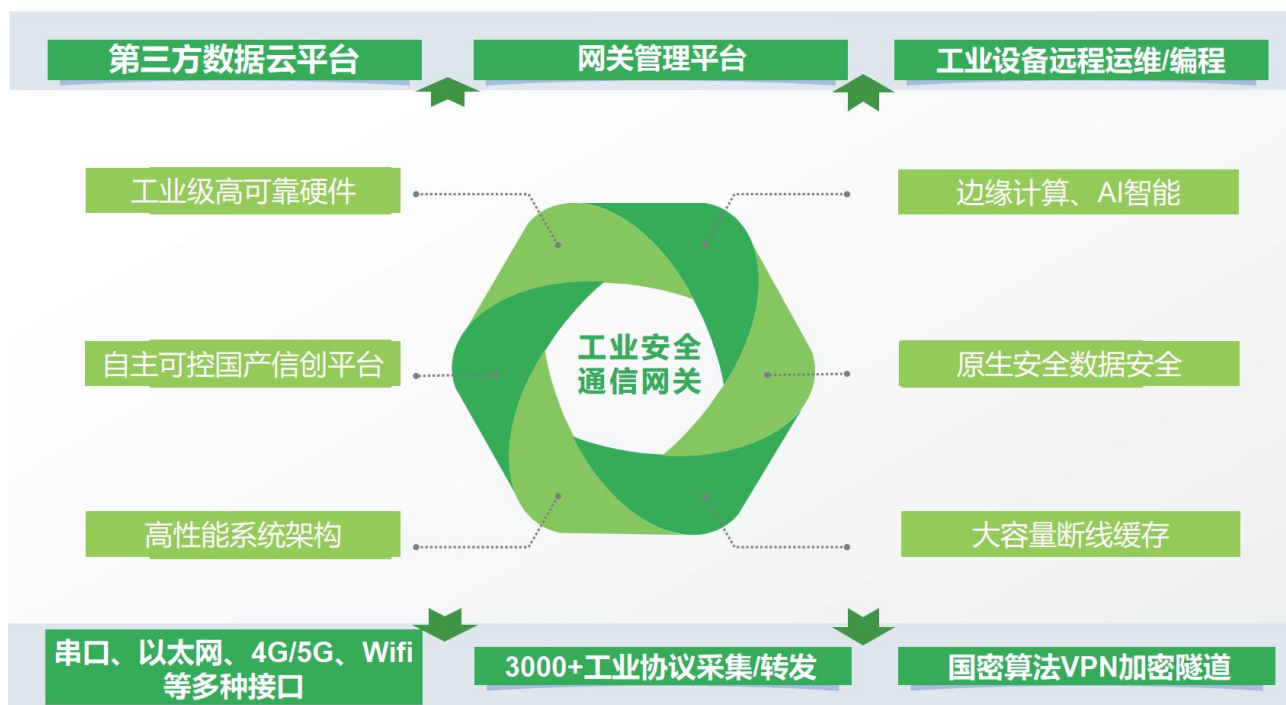 第三方数据云平台
网关管理平台
工业设备远程运维/编程
工业级高可靠硬件
边缘计算、AI智能
工业安全
通信网关
自主可控国产信创平台
原生安全数据安全
高性能系统架构
大容量断线缓存
串口、以太网、4G/5G、Wifi
等多种接口
3000+工业协议采集/转发
国密算法VPN加密隧道